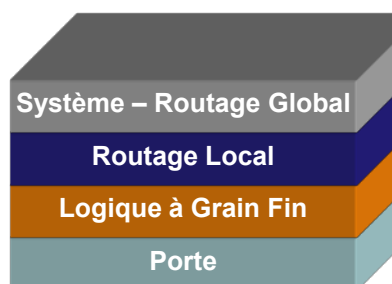 Système – Routage Global
Routage Local
Logique à Grain Fin
Porte